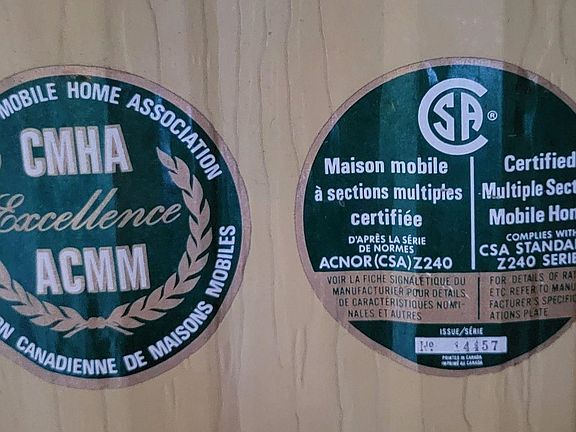 MOBILE HOME ASSOCIATION
CMHA
Excellence
ACMM
CANADIENNE DE MAISONS MOBILES
CSA ®
Maison mobile
à sections multiples
certifiée
D'APRÈS LA SÉRIE
DE NORMES
ACNOR (CSA) Z240
Certified
Multiple Sect
Mobile Hom
COMPLIES WITH
CSA STANDA
Z240 SERIE
VOIR LA FICHE SIGNALÉTIQUE DU
MANUFACTURIER POUR DÉTAILS
DE CARACTÉRISTIQUES NOMI-
NALES ET AUTRES
FOR DETAILS OF RAT
ETC REFER TO MANU
FACTURER'S SPECIFIC
ATIONS PLATE
ISSUE/SÉRIE
4457
PRINTED IN CANADA
IMPRIMÉ AU CANADA